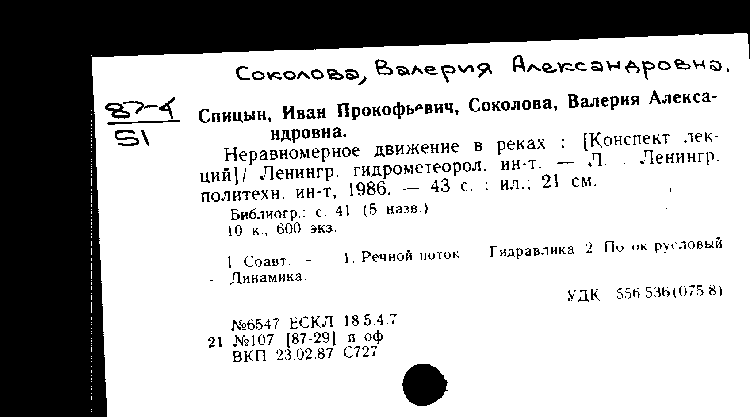 Соколова, Валерия Александровна.
87-4
51
Спицын, Иван Прокофьевич, Соколова, Валерия Алекса-
ндровна.
Неравномерное движение в реках : [Конспект лек-
ций]/ Ленингр. гидрометеорол. ин-т. — Л. : Ленингр.
политехн. ин-т, 1986. — 43 с. : ил.; 21 см.
Библиогр.: с. 41 (5 назв.)
10 к., 600 экз.
1 Соавт. - 1. Речной поток Гидравлика 2 Поток русловый
- Динамика.
УДК 556 536(075 8)
№6547 ЕСКЛ 18.5.4.7
21 №107 [87-29] п оф
ВКП 23.02.87 С727